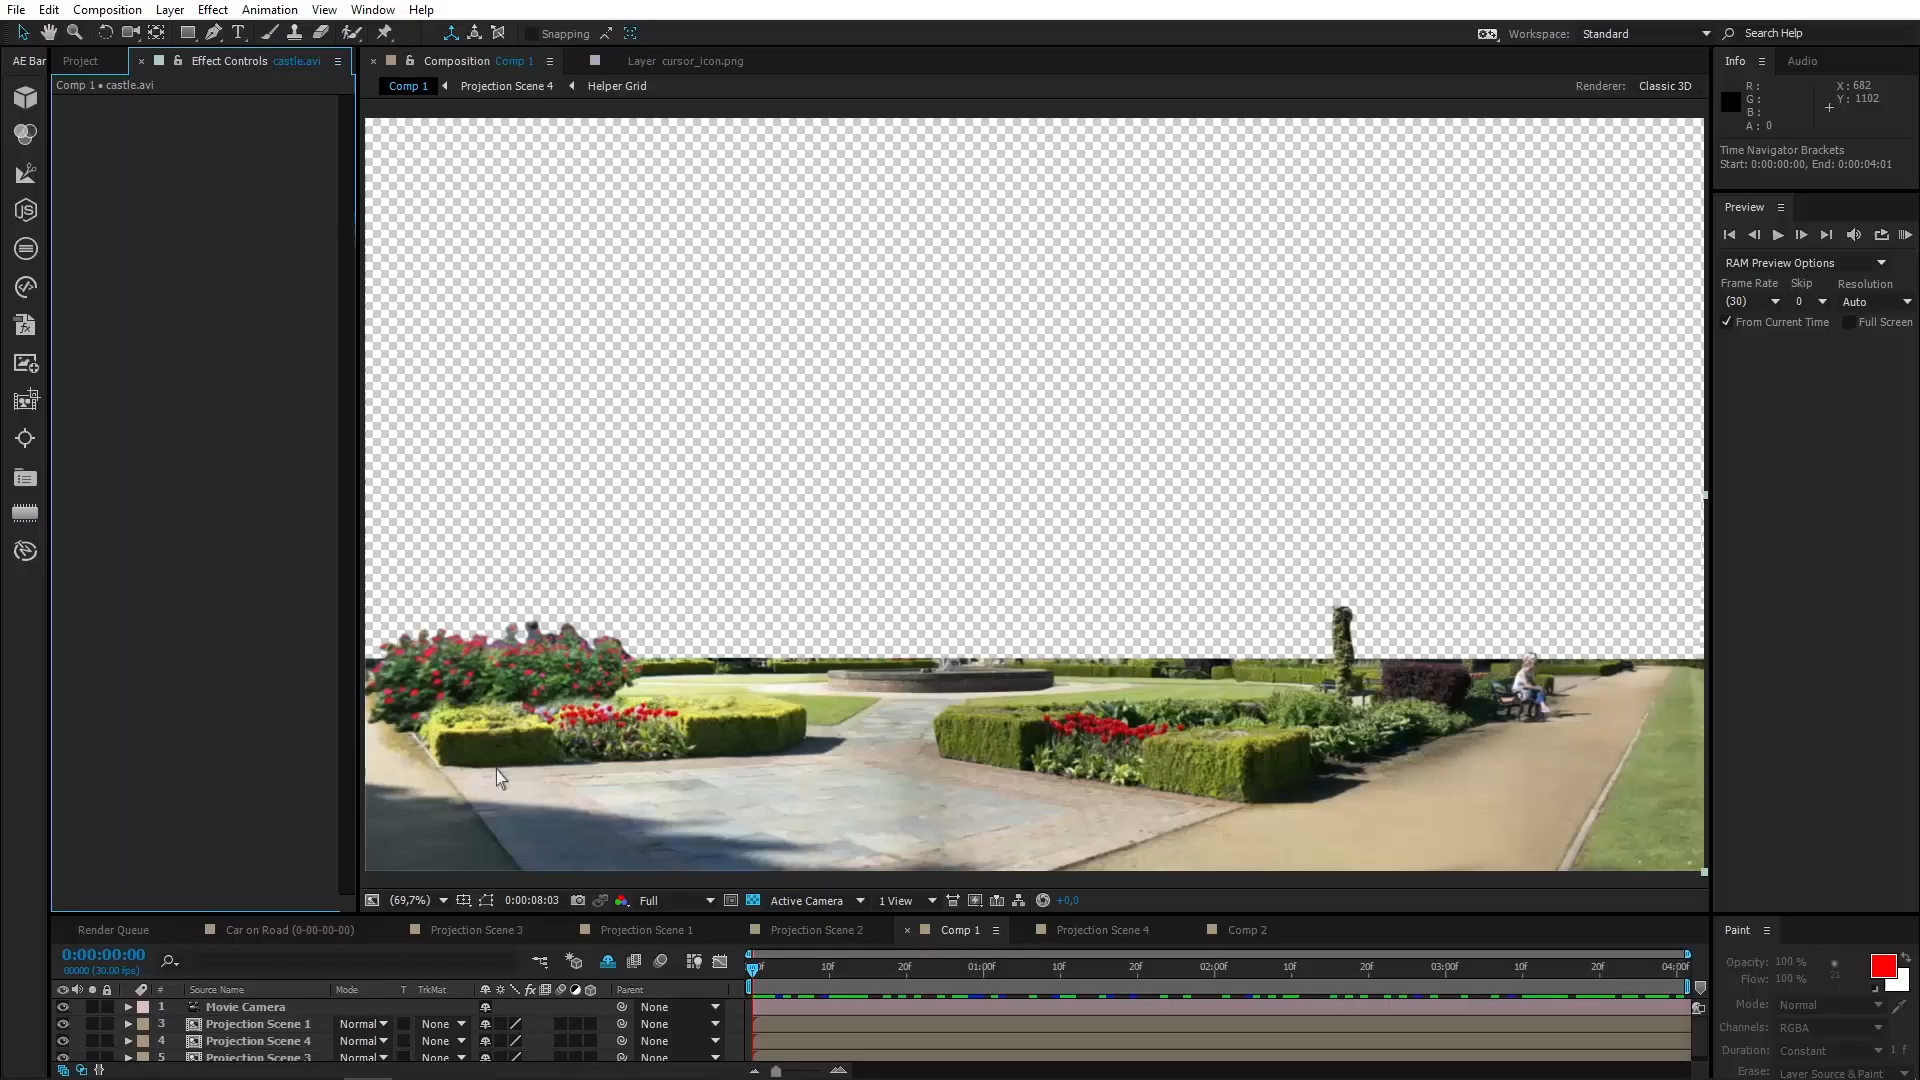 File Edit Composition Layer Effect Animation View Window Help
Snapping
Workspace: Standard
Search Help
AE Bar
Project
Effect Controls castle.avi
Comp 1 • castle.avi
Composition Comp 1
Layer cursor_icon.png
Comp 1 Projection Scene 4 Helper Grid
Renderer: Classic 3D
Info Audio
R :
G :
B :
A : 0
X : 682
Y : 1102
Time Navigator Brackets
Start: 0:00:00:00, End: 0:00:04:01
Preview
RAM Preview Options
Frame Rate Skip Resolution
(30) 0 Auto
From Current Time Full Screen
(69,7%) 0:00:08:03 Full Active Camera 1 View +0,0
Render Queue Car on Road (0-00-00-00) Projection Scene 3 Projection Scene 1 Projection Scene 2 Comp 1 Projection Scene 4 Comp 2
0:00:00:00
00000 (30.00 fps)
10f 20f 01:00f 10f 20f 02:00f 10f 20f 03:00f 10f 20f 04:00f
# Source Name Mode T TrkMat fx Parent
1 Movie Camera None
3 Projection Scene 1 Normal None None
4 Projection Scene 4 Normal None None
5 Projection Scene 3 Normal None None
Paint
Opacity: 100 %
Flow: 100 %
21
Mode: Normal
Channels: RGBA
Duration: Constant 1 f
Erase: Layer Source & Paint